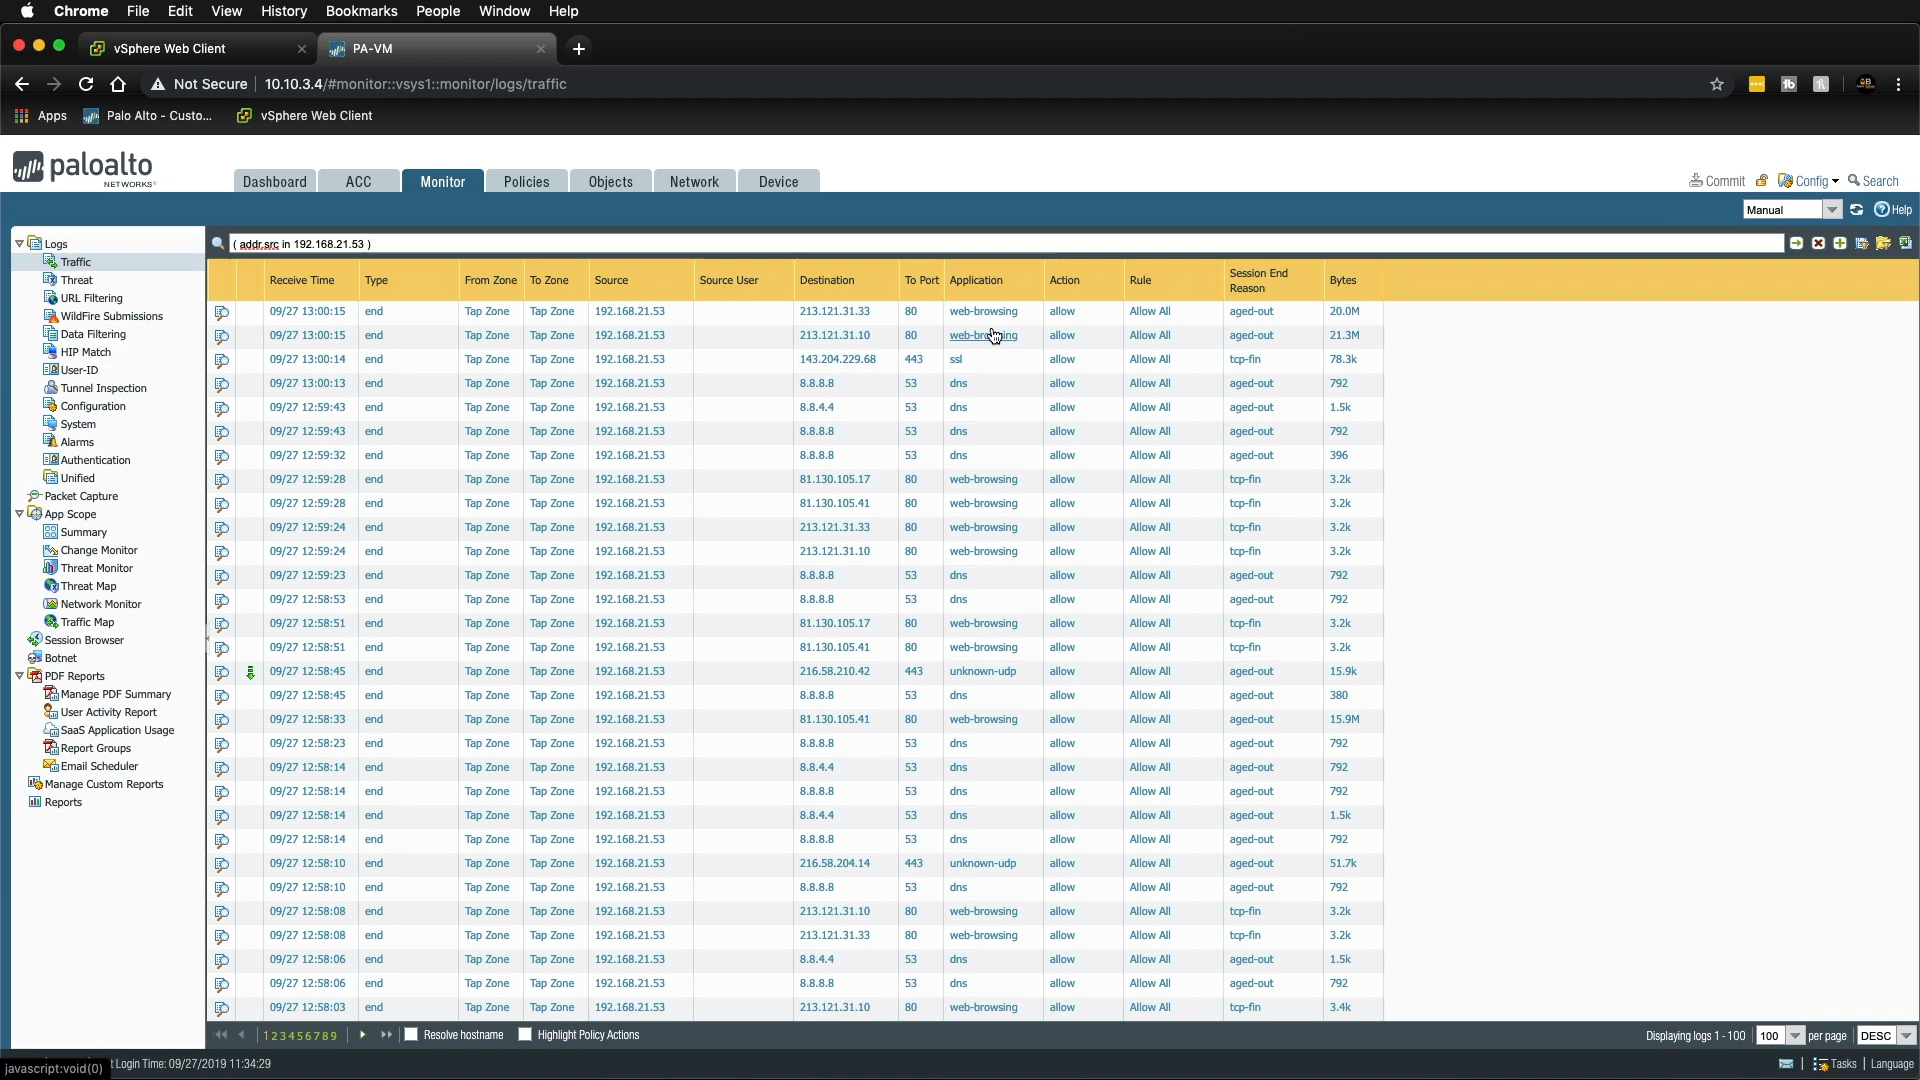 Chrome File Edit View History Bookmarks People Window Help
vSphere Web Client PA-VM
Not Secure 10.10.3.4/#monitor::vsys1::monitor/logs/traffic
Apps Palo Alto - Custo... vSphere Web Client
paloalto
NETWORKS
Dashboard ACC Monitor Policies Objects Network Device
Commit Config Search
Manual Help
Logs
Traffic
Threat
URL Filtering
WildFire Submissions
Data Filtering
HIP Match
User-ID
Tunnel Inspection
Configuration
System
Alarms
Authentication
Unified
Packet Capture
App Scope
Summary
Change Monitor
Threat Monitor
Threat Map
Network Monitor
Traffic Map
Session Browser
Botnet
PDF Reports
Manage PDF Summary
User Activity Report
SaaS Application Usage
Report Groups
Email Scheduler
Manage Custom Reports
Reports
( addr.src in 192.168.21.53 )
Receive Time Type From Zone To Zone Source Source User Destination To Port Application Action Rule Session End Reason Bytes
09/27 13:00:15 end Tap Zone Tap Zone 192.168.21.53 213.121.31.33 80 web-browsing allow Allow All aged-out 20.0M
09/27 13:00:15 end Tap Zone Tap Zone 192.168.21.53 213.121.31.10 80 web-browsing allow Allow All aged-out 21.3M
09/27 13:00:14 end Tap Zone Tap Zone 192.168.21.53 143.204.229.68 443 ssl allow Allow All tcp-fin 78.3k
09/27 13:00:13 end Tap Zone Tap Zone 192.168.21.53 8.8.8.8 53 dns allow Allow All aged-out 792
09/27 12:59:43 end Tap Zone Tap Zone 192.168.21.53 8.8.4.4 53 dns allow Allow All aged-out 1.5k
09/27 12:59:43 end Tap Zone Tap Zone 192.168.21.53 8.8.8.8 53 dns allow Allow All aged-out 792
09/27 12:59:32 end Tap Zone Tap Zone 192.168.21.53 8.8.8.8 53 dns allow Allow All aged-out 396
09/27 12:59:28 end Tap Zone Tap Zone 192.168.21.53 81.130.105.17 80 web-browsing allow Allow All tcp-fin 3.2k
09/27 12:59:28 end Tap Zone Tap Zone 192.168.21.53 81.130.105.41 80 web-browsing allow Allow All tcp-fin 3.2k
09/27 12:59:24 end Tap Zone Tap Zone 192.168.21.53 213.121.31.33 80 web-browsing allow Allow All tcp-fin 3.2k
09/27 12:59:24 end Tap Zone Tap Zone 192.168.21.53 213.121.31.10 80 web-browsing allow Allow All tcp-fin 3.2k
09/27 12:59:23 end Tap Zone Tap Zone 192.168.21.53 8.8.8.8 53 dns allow Allow All aged-out 792
09/27 12:58:53 end Tap Zone Tap Zone 192.168.21.53 8.8.8.8 53 dns allow Allow All aged-out 792
09/27 12:58:51 end Tap Zone Tap Zone 192.168.21.53 81.130.105.17 80 web-browsing allow Allow All tcp-fin 3.2k
09/27 12:58:51 end Tap Zone Tap Zone 192.168.21.53 81.130.105.41 80 web-browsing allow Allow All tcp-fin 3.2k
09/27 12:58:45 end Tap Zone Tap Zone 192.168.21.53 216.58.210.42 443 unknown-udp allow Allow All aged-out 15.9k
09/27 12:58:45 end Tap Zone Tap Zone 192.168.21.53 8.8.8.8 53 dns allow Allow All aged-out 380
09/27 12:58:33 end Tap Zone Tap Zone 192.168.21.53 81.130.105.41 80 web-browsing allow Allow All aged-out 15.9M
09/27 12:58:23 end Tap Zone Tap Zone 192.168.21.53 8.8.8.8 53 dns allow Allow All aged-out 792
09/27 12:58:14 end Tap Zone Tap Zone 192.168.21.53 8.8.4.4 53 dns allow Allow All aged-out 792
09/27 12:58:14 end Tap Zone Tap Zone 192.168.21.53 8.8.8.8 53 dns allow Allow All aged-out 792
09/27 12:58:14 end Tap Zone Tap Zone 192.168.21.53 8.8.4.4 53 dns allow Allow All aged-out 1.5k
09/27 12:58:14 end Tap Zone Tap Zone 192.168.21.53 8.8.8.8 53 dns allow Allow All aged-out 792
09/27 12:58:10 end Tap Zone Tap Zone 192.168.21.53 216.58.204.14 443 unknown-udp allow Allow All aged-out 51.7k
09/27 12:58:10 end Tap Zone Tap Zone 192.168.21.53 8.8.8.8 53 dns allow Allow All aged-out 792
09/27 12:58:08 end Tap Zone Tap Zone 192.168.21.53 213.121.31.10 80 web-browsing allow Allow All tcp-fin 3.2k
09/27 12:58:08 end Tap Zone Tap Zone 192.168.21.53 213.121.31.33 80 web-browsing allow Allow All tcp-fin 3.2k
09/27 12:58:06 end Tap Zone Tap Zone 192.168.21.53 8.8.4.4 53 dns allow Allow All aged-out 1.5k
09/27 12:58:06 end Tap Zone Tap Zone 192.168.21.53 8.8.8.8 53 dns allow Allow All aged-out 792
09/27 12:58:03 end Tap Zone Tap Zone 192.168.21.53 213.121.31.10 80 web-browsing allow Allow All tcp-fin 3.4k
1 2 3 4 5 6 7 8 9 Resolve hostname Highlight Policy Actions Displaying logs 1 - 100 100 per page DESC
t Login Time: 09/27/2019 11:34:29 Tasks Language
javascript:void(0)